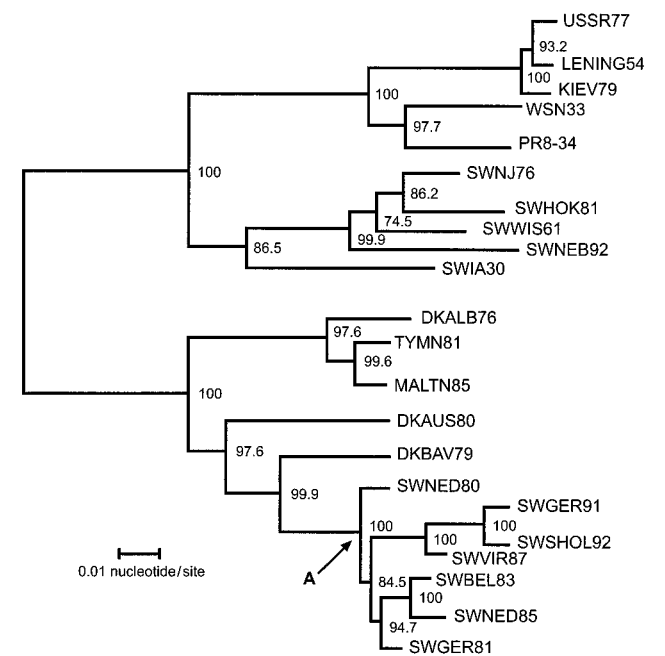 USSR77
93.2
LENING54
100
KIEV79
100
WSN33
97.7
PR8-34
100
SWNJ76
86.2
SWHOK81
74.5
SWWIS61
99.9
SWNEB92
86.5
SWIA30
DKALB76
97.6
TYMN81
99.6
MALTN85
100
DKAUS80
97.6
DKBAV79
99.9
SWNED80
SWGER91
100
100
SWSHOL92
100
SWVIR87
0.01 nucleotide/site
A
84.5
SWBEL83
100
SWNED85
94.7
SWGER81